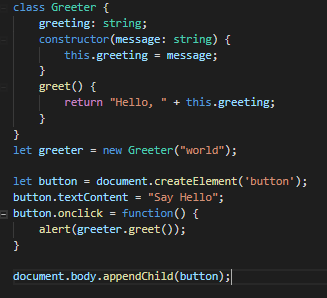 class Greeter {
    greeting: string;
    constructor(message: string) {
        this.greeting = message;
    }
    greet() {
        return "Hello, " + this.greeting;
    }
}
let greeter = new Greeter("world");

let button = document.createElement('button');
button.textContent = "Say Hello";
button.onclick = function() {
    alert(greeter.greet());
}

document.body.appendChild(button);